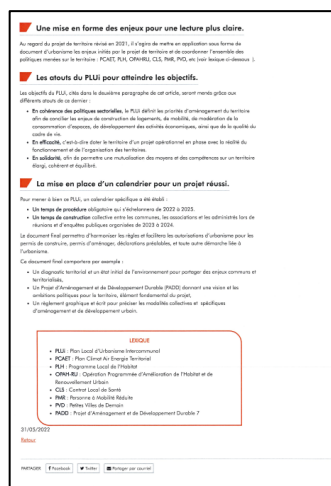 Une mise en forme des enjeux pour une lecture plus claire.
Au regard du projet de territoire révisé en 2021, il s'agira de mettre en application sous forme de
document d'urbanisme les enjeux initiés par le projet de territoire et de coordonner l'ensemble des
politiques menées sur le territoire : PCAET, PLH, OPAHRU, CLS, PMR, PVD, etc (voir lexique ci-dessous ).
Les atouts du PLUi pour atteindre les objectifs.
Les objectifs du PLUi, cités dans le deuxième paragraphe de cet article, seront menés grâce aux
différents atouts de ce dernier :
En cohérence des politiques sectorielles, le PLUi définit les priorités d'aménagement du territoire
afin de concilier les enjeux de construction de logements, de mobilité, de modération de la
consommation d'espaces, de développement des activités économiques, ainsi que de la qualité du
cadre de vie.
En efficacité, c'est-à-dire doter le territoire d'un projet opérationnel en phase avec la réalité du
fonctionnement et de l'organisation des territoires
En solidarité, afin de permettre une mutualisation des moyens et des compétences sur un territoire
élargi, cohérent et équilibré.
La mise en place d'un calendrier pour un projet réussi.
Pour mener à bien ce PLUi, un calendrier spécifique a été établi :
Un temps de procédure obligatoire qui s'échelonnera de 2022 à 2025.
Un temps de construction collective entre les communes, les associations et les administrés lors de
réunions et d'enquêtes publiques organisées de 2023 à 2024.
Le document final permettra d'harmoniser les règles et facilitera les autorisations d'urbanisme pour les
permis de construire, permis d'aménager, déclarations préalables, et toute autre démarche liée à
l'urbanisme.
Ce document final comportera par exemple :
Un diagnostic territorial et un état initial de l'environnement pour partager des enjeux communs et
territorialisés,
Un Projet d'Aménagement et de Développement Durable (PADD) donnant une vision et les
ambitions politiques pour le territoire, élément fondamental du projet,
Un règlement graphique et écrit pour préciser les modalités collectives et spécifiques
d'aménagement et de développement urbain.
LEXIQUE
PLUi : Plan Local d'Urbanisme Intercommunal
PCAET : Plan Climat Air Energie Territorial
PLH : Programme Local de l'Habitat
OPAH-RU : Opération Programmée d'Amélioration de l'Habitat et de
Renouvellement Urbain
CLS : Contrat Local de Santé
PMR : Personne à Mobilité Réduite
PVD : Petites Villes de Demain
PADD : Projet d'Aménagement et de Développement Durable 7
31/05/2022
Retour
PARTAGER Facebook Twitter Partager par courriel